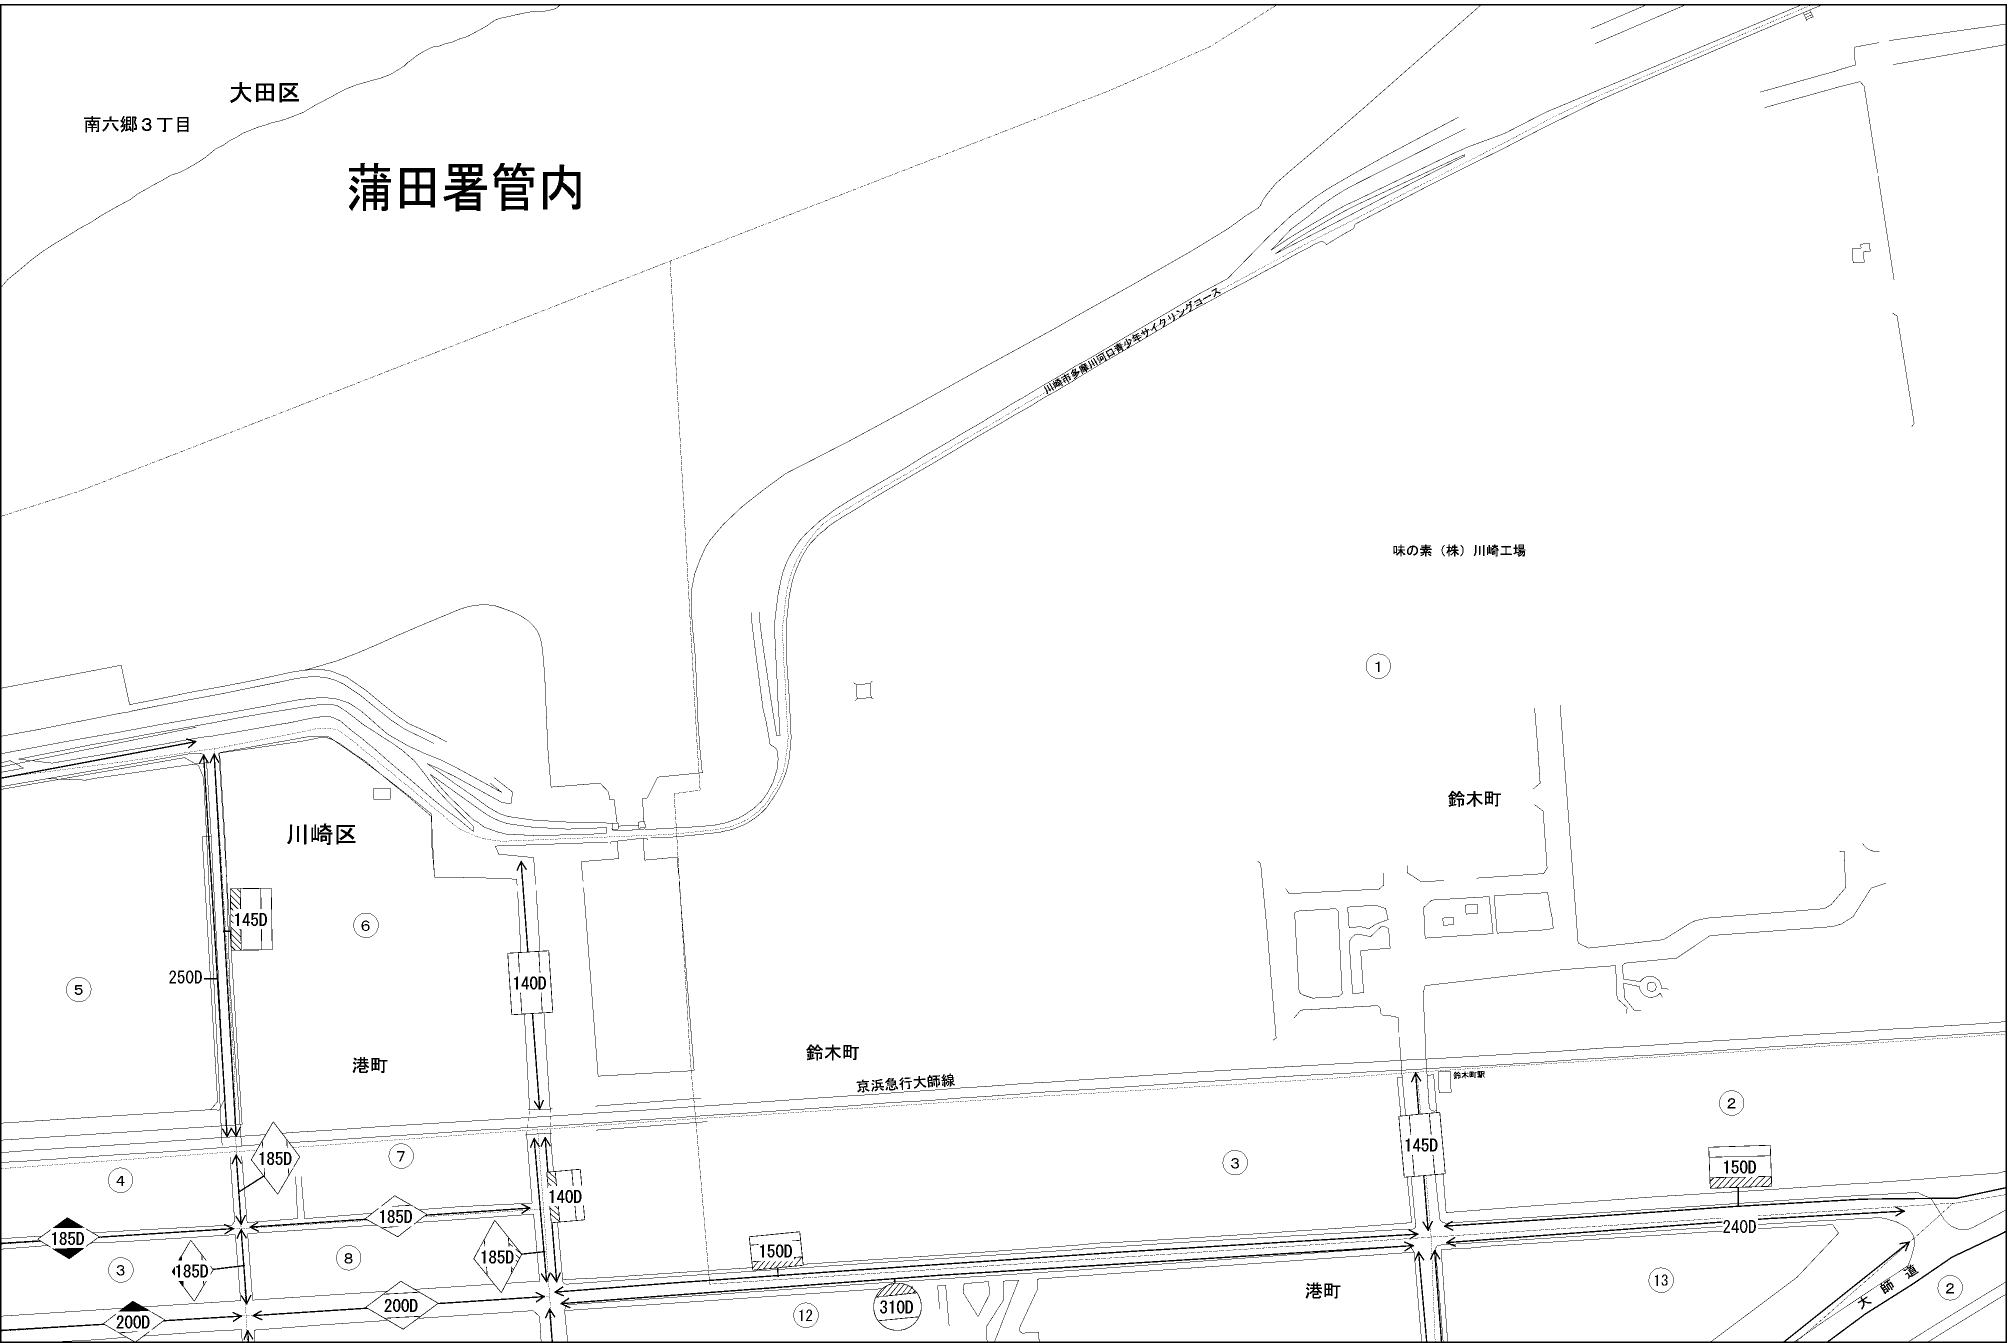 大田区
南六郷3丁目
蒲田署管内
川崎市多摩川河口青少年サイクリングコース
味の素（株）川崎工場
1
鈴木町
川崎区
145D
6
250D
140D
5
港町
鈴木町
京浜急行大師線
鈴木町駅
2
145D
185D
7
3
150D
4
140D
185D
185D
240D
185D
150D
8
3
185D
13
港町
大師道
2
200D
310D
12
200D